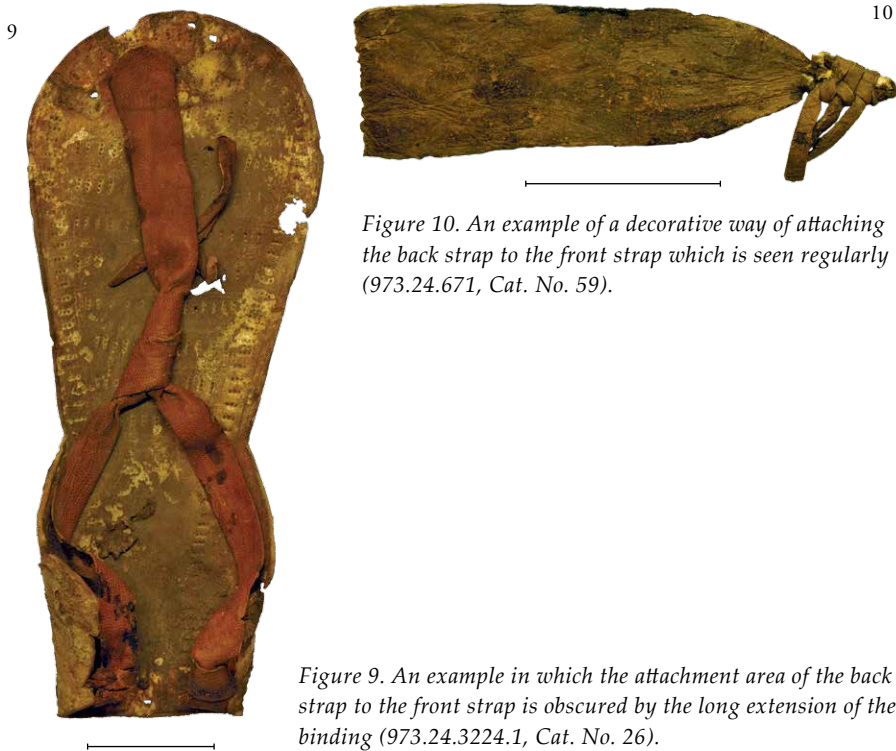 9
10
Figure 10. An example of a decorative way of attaching
the back strap to the front strap which is seen regularly
(973.24.671, Cat. No. 59).
Figure 9. An example in which the attachment area of the back
strap to the front strap is obscured by the long extension of the
binding (973.24.3224.1, Cat. No. 26).